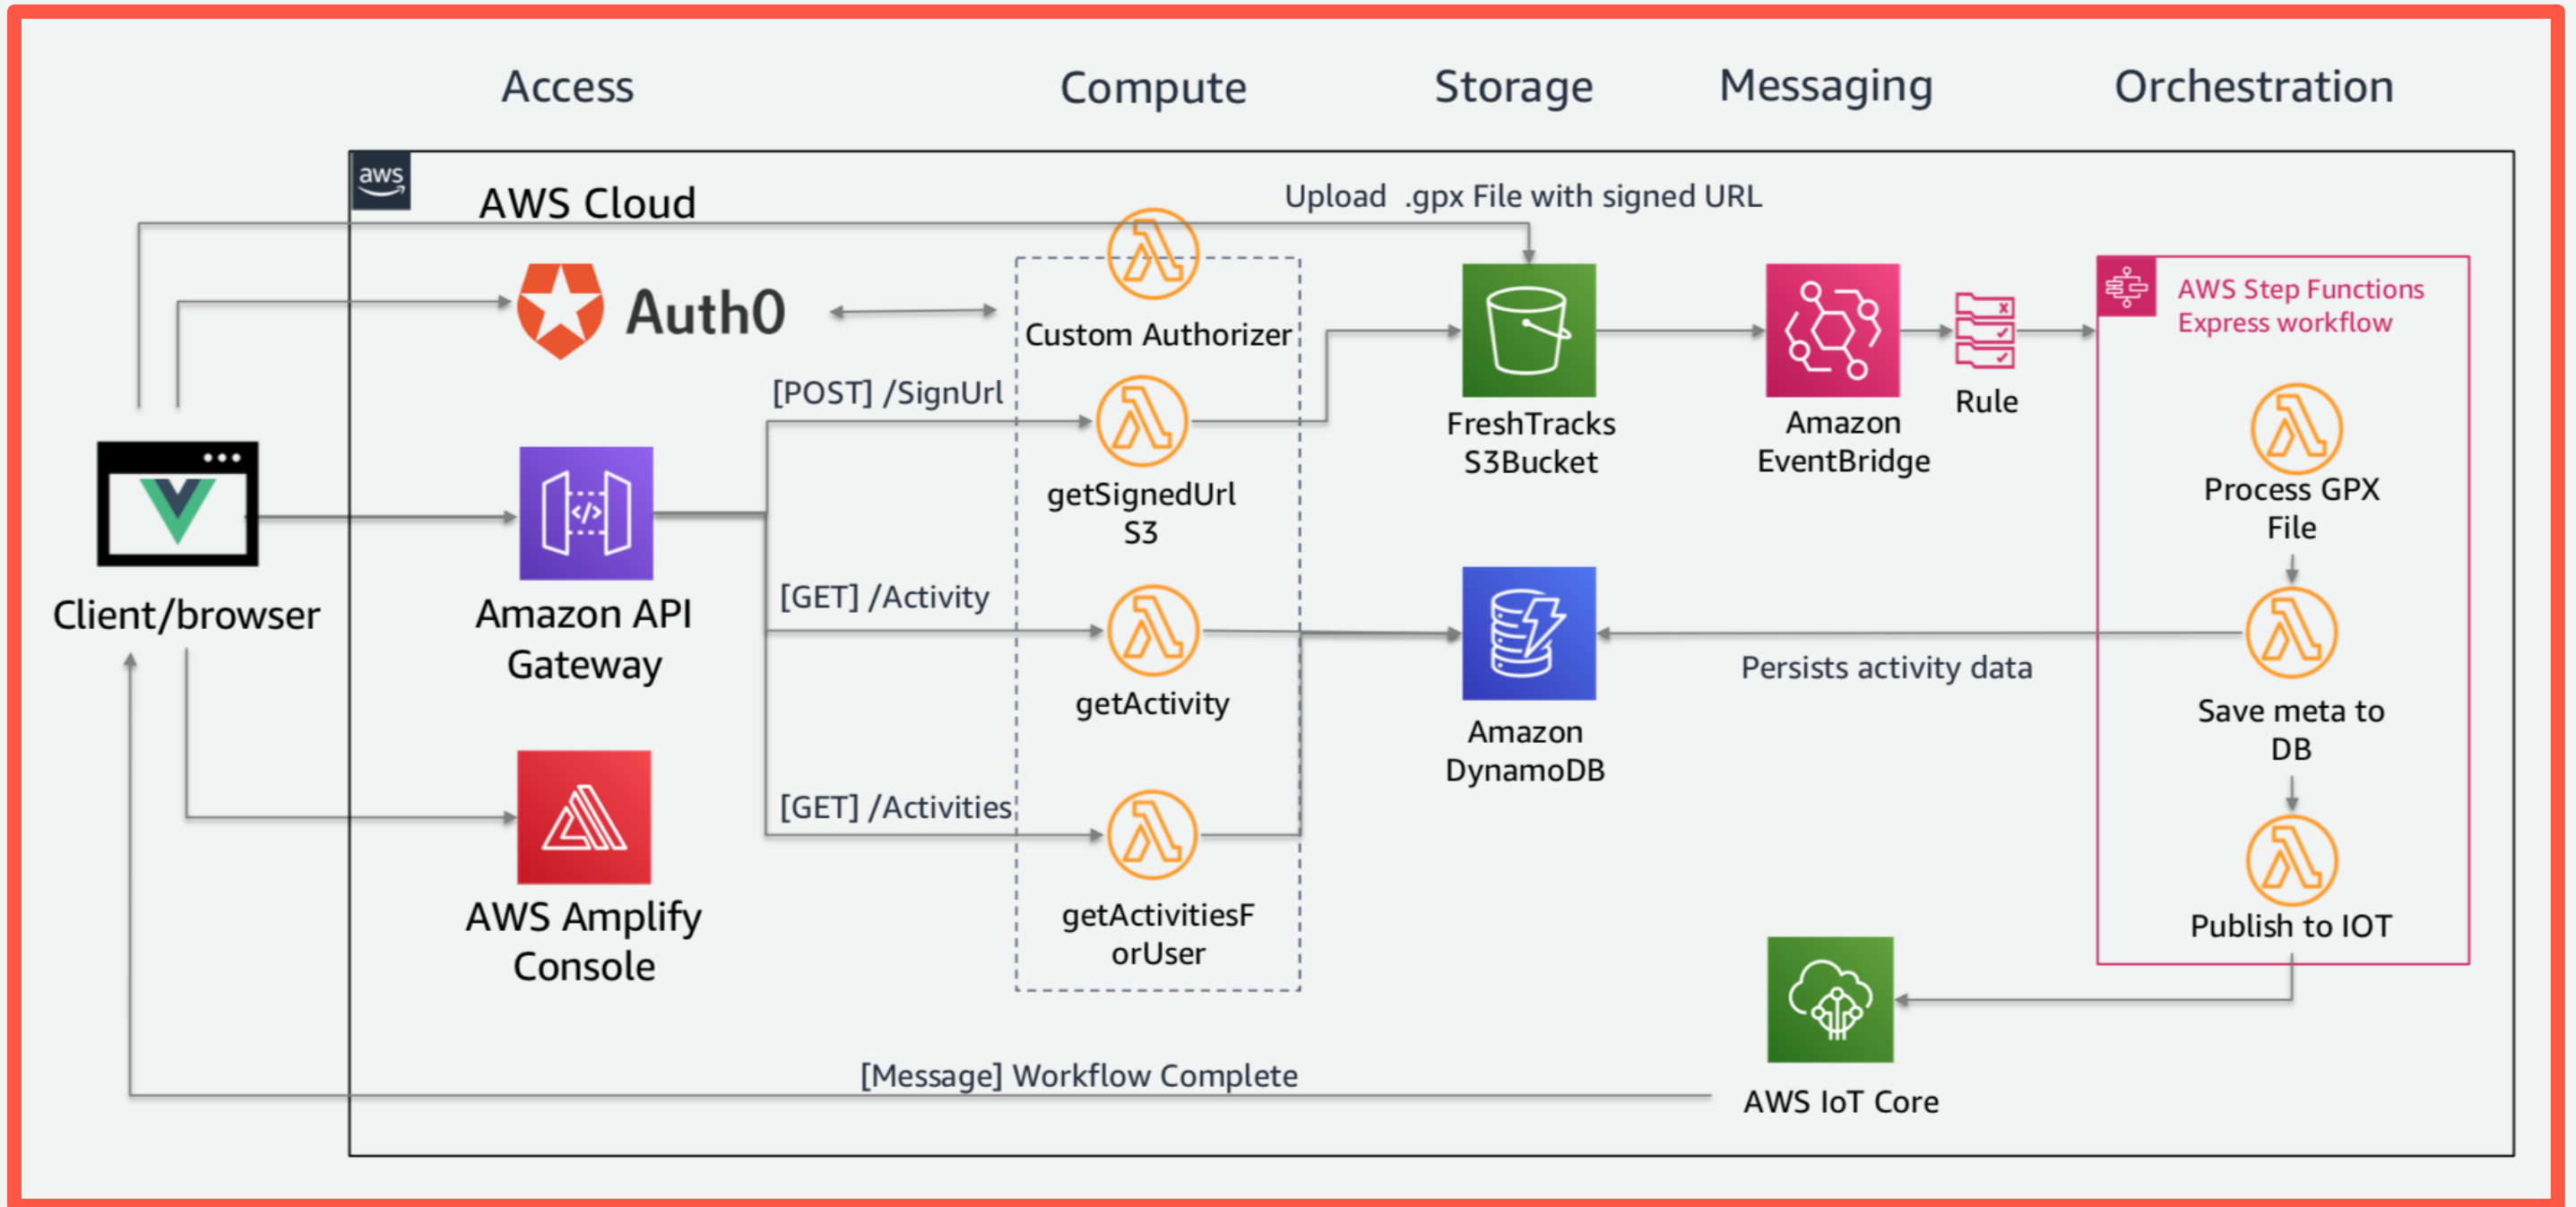 Access
Compute
Storage
Messaging
Orchestration
aws
AWS Cloud
Upload .gpx File with signed URL
Auth0
Custom Authorizer
AWS Step Functions
Express workflow
[POST] /SignUrl
Rule
FreshTracks
S3Bucket
Amazon
EventBridge
getSignedUrl
S3
Process GPX
File
Client/browser
Amazon API
Gateway
[GET] /Activity
getActivity
Persists activity data
Amazon
DynamoDB
Save meta to
DB
[GET] /Activities
AWS Amplify
Console
getActivitiesF
orUser
Publish to IOT
[Message] Workflow Complete
AWS IoT Core